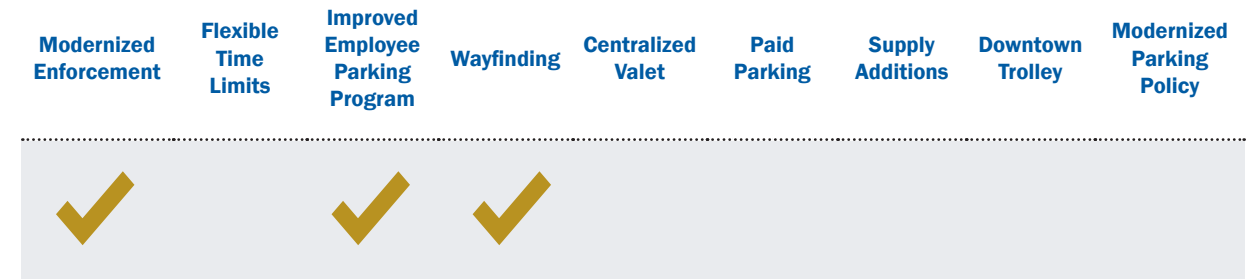 Modernized
Enforcement
Flexible
Time
Limits
Improved
Employee
Parking
Program
Wayfinding
Centralized
Valet
Paid
Parking
Supply
Additions
Downtown
Trolley
Modernized
Parking
Policy